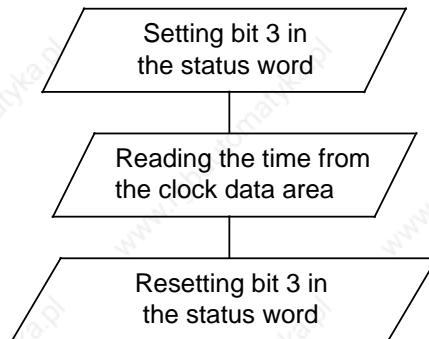 Setting bit 3 in
the status word
Reading the time from
the clock data area
Resetting bit 3 in
the status word